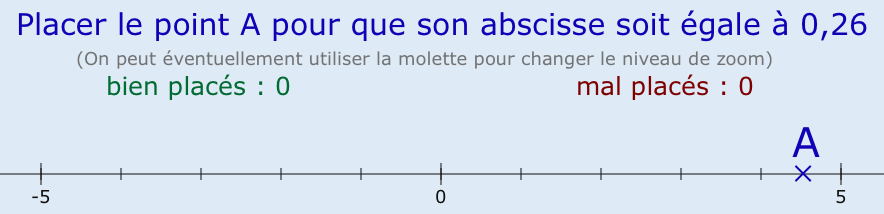 Placer le point A pour que son abscisse soit égale à 0,26
(On peut éventuellement utiliser la molette pour changer le niveau de zoom)
bien placés : 0 mal placés : 0
A
-5 0 5